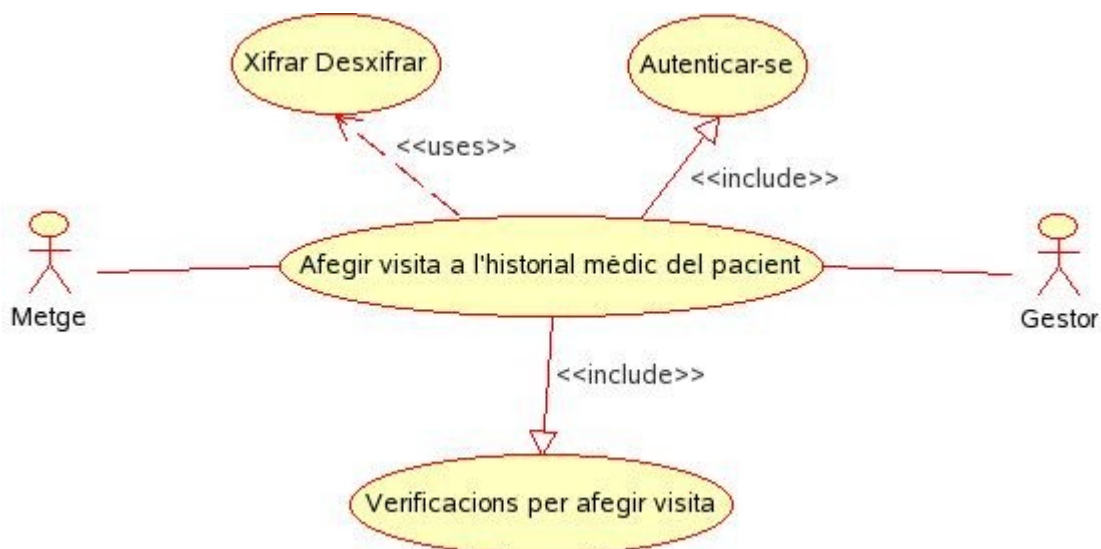 Xifrar Desxifrar
Autenticar-se
<<uses>>
<<include>>
Afegir visita a l'historial mèdic del pacient
Metge
Gestor
<<include>>
Verificacions per afegir visita